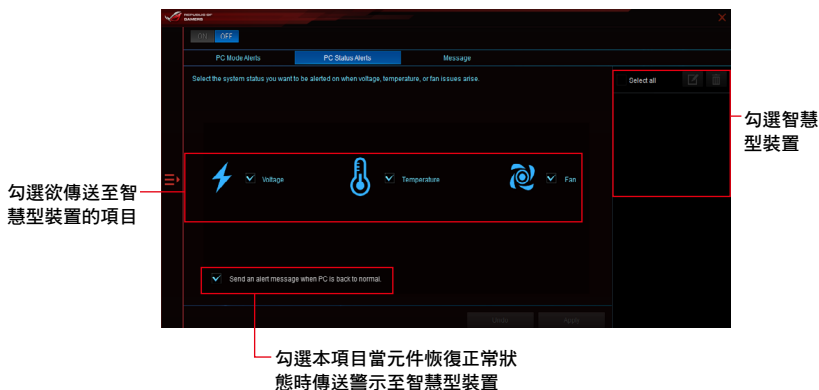 REPUBLIC OF
GAMERS
ON OFF
PC Mode Alerts PC Status Alerts Message
Select the system status you want to be alerted on when voltage, temperature, or fan issues arise.
Select all
勾選智慧
型裝置
Voltage Temperature Fan
勾選欲傳送至智
慧型裝置的項目
Send an alert message when PC is back to normal.
Undo Apply
勾選本項目當元件恢復正常狀
態時傳送警示至智慧型裝置